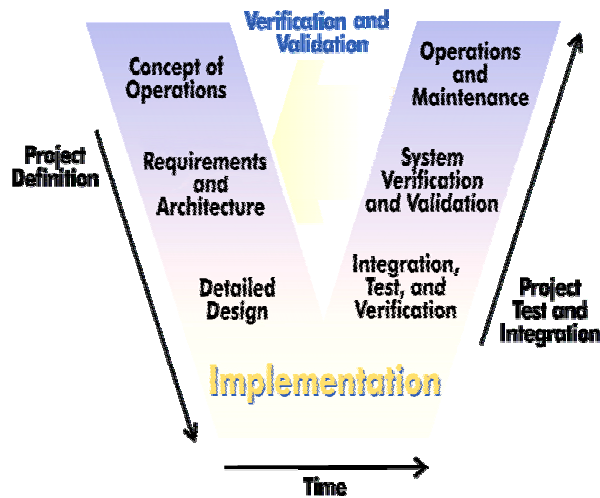 Verification and
Validation
Concept of
Operations
Operations
and
Maintenance
Project
Definition
Requirements
and
Architecture
System
Verification
and Validation
Detailed
Design
Integration,
Test, and
Verification
Project
Test and
Integration
Implementation
Time